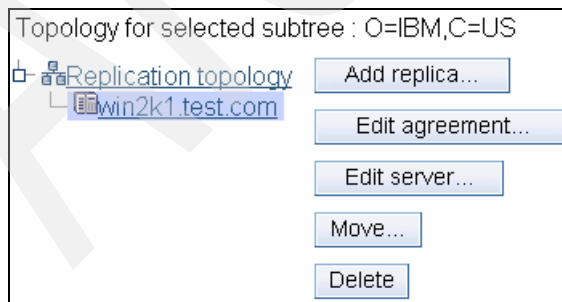 Topology for selected subtree : O=IBM,C=US
Replication topology
win2k1.test.com
Add replica...
Edit agreement...
Edit server...
Move...
Delete